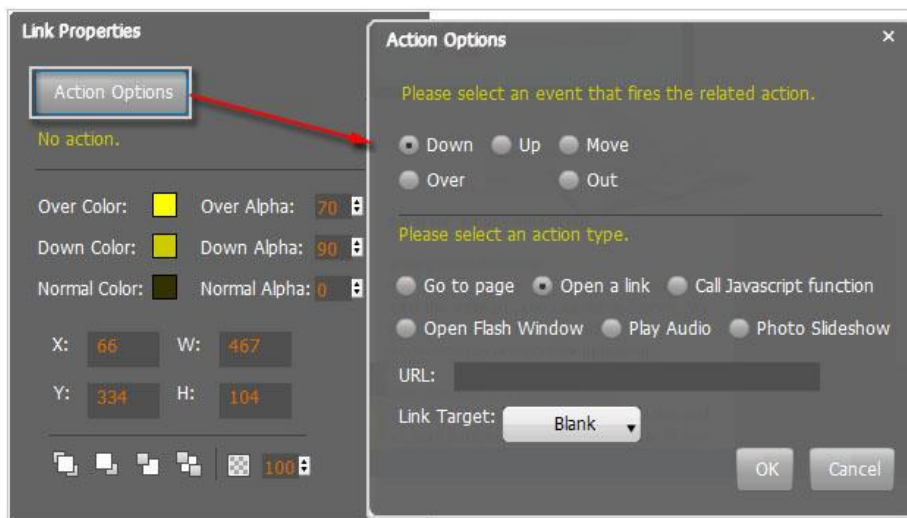 Link Properties
Action Options
No action.
Over Color: Over Alpha: 70
Down Color: Down Alpha: 90
Normal Color: Normal Alpha: 0
X: 66 W: 467
Y: 334 H: 104
100
Action Options
Please select an event that fires the related action.
Down Up Move
Over Out
Please select an action type.
Go to page Open a link Call Javascript function
Open Flash Window Play Audio Photo Slideshow
URL:
Link Target: Blank
OK Cancel